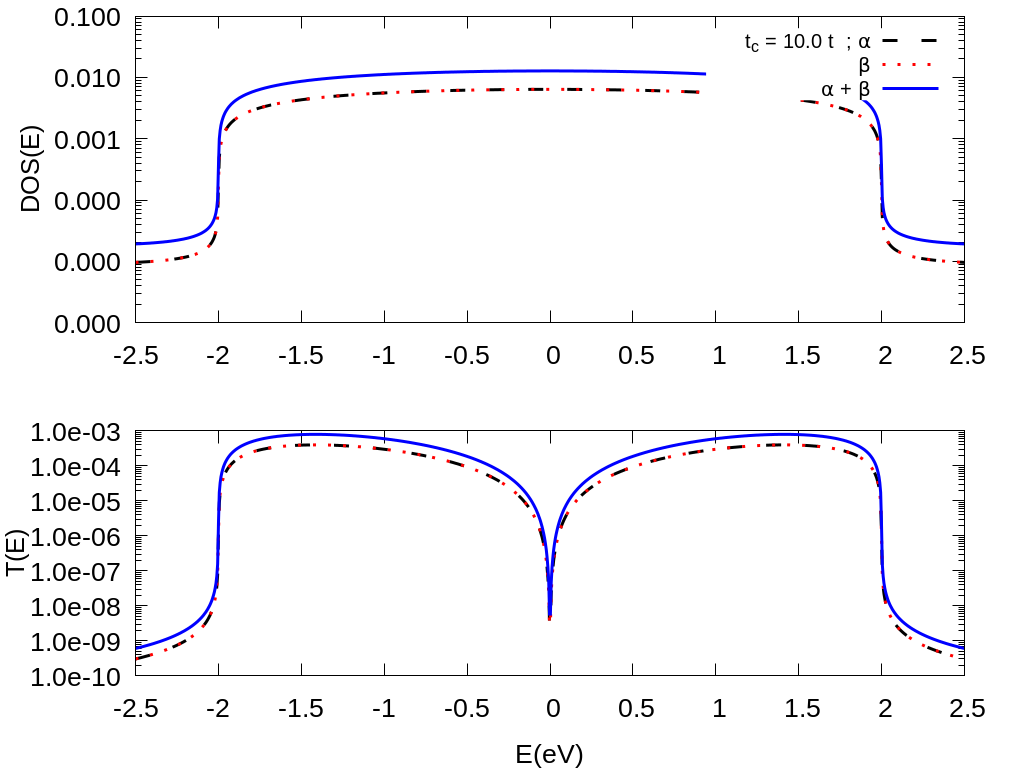 0.100
t_c = 10.0 t ; α
β
α + β
0.010
0.001
0.000
0.000
0.000
DOS(E)
-2.5 -2 -1.5 -1 -0.5 0 0.5 1 1.5 2 2.5
1.0e-03
1.0e-04
1.0e-05
1.0e-06
1.0e-07
1.0e-08
1.0e-09
1.0e-10
T(E)
-2.5 -2 -1.5 -1 -0.5 0 0.5 1 1.5 2 2.5
E(eV)